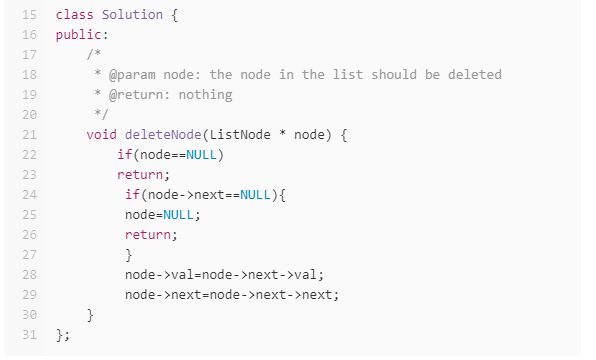 15 class Solution {
16 public:
17     /*
18      * @param node: the node in the list should be deleted
19      * @return: nothing
20      */
21     void deleteNode(ListNode * node) {
22         if(node==NULL)
23         return;
24          if(node->next==NULL){
25          node=NULL;
26          return;
27          }
28          node->val=node->next->val;
29          node->next=node->next->next;
30     }
31 };